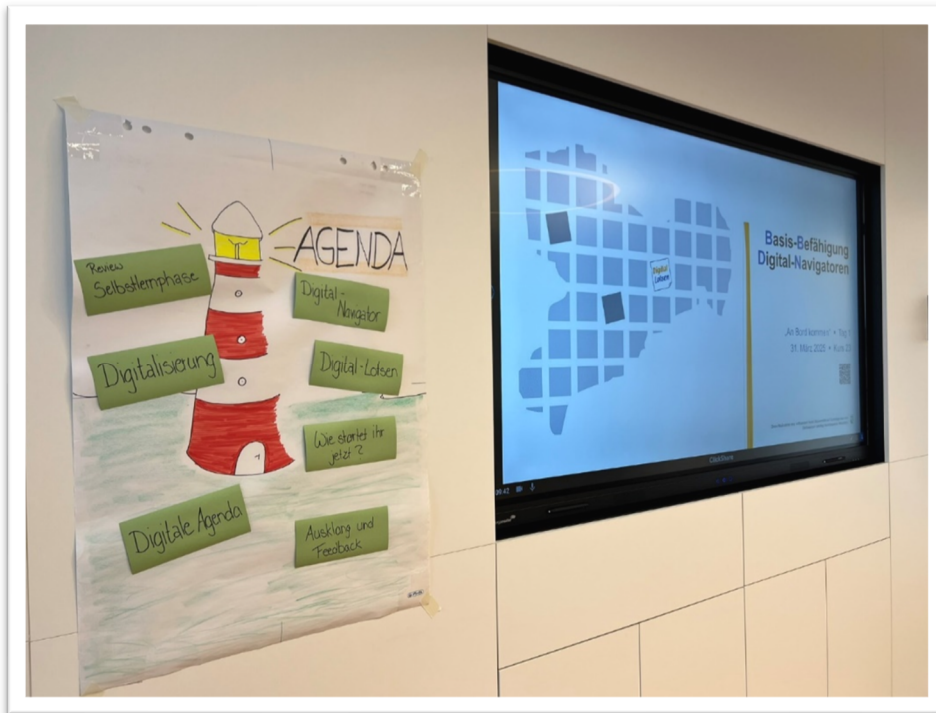 AGENDA
Review
Selbstlernphase
Digitalisierung
Digitale Agenda
Digital-
Navigator
Digital-Lotsen
Wie startet ihr
jetzt?
Ausklang und
Feedback
Digital
Lotsen
Basis-Befähigung
Digital-Navigatoren
„An Bord kommen“ • Tag 1
31. März 2025 • Kurs 23
ClickShare